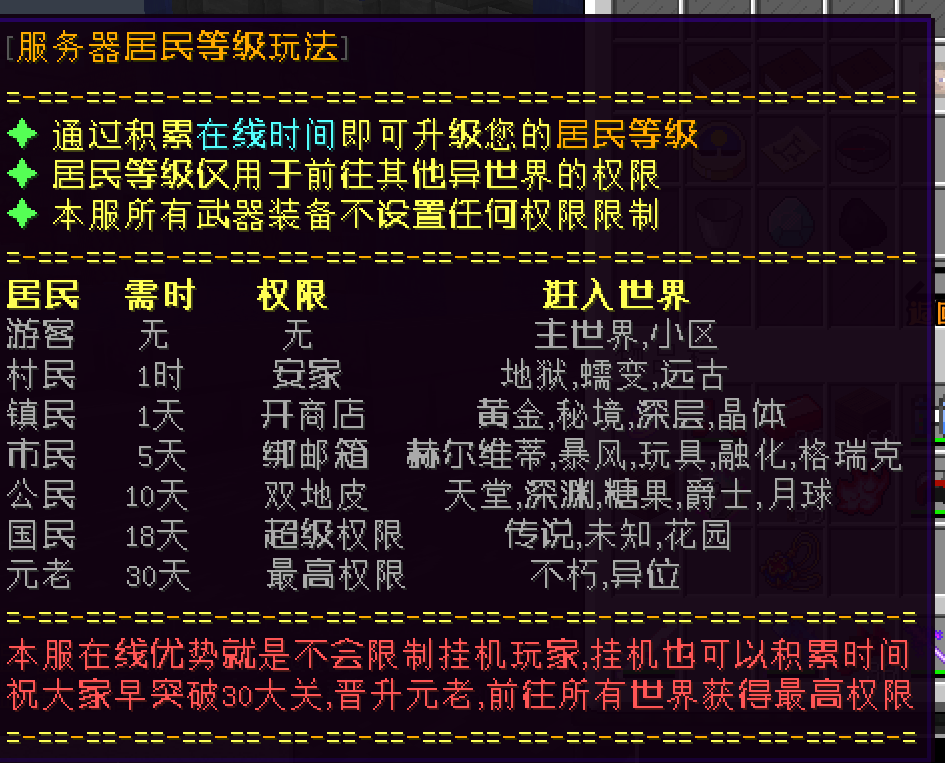 [服务器居民等级玩法]
=-==-==-==-==-==-==-==-==-==-==-==-==-==-==-=
通过积累在线时间即可升级您的居民等级
居民等级仅用于前往其他异世界的权限
本服所有武器装备不设置任何权限限制
=-==-==-==-==-==-==-==-==-==-==-==-==-==-==-=
居民 需时 权限 进入世界
游客 无 无 主世界,小区
村民 1时 安家 地狱,蠕变,远古
镇民 1天 开商店 黄金,秘境,深层,晶体
市民 5天 绑邮箱 赫尔维蒂,暴风,玩具,融化,格瑞克
公民 10天 双地皮 天堂,深渊,糖果,爵士,月球
国民 18天 超级权限 传说,未知,花园
元老 30天 最高权限 不朽,异位
=-==-==-==-==-==-==-==-==-==-==-==-==-==-==-=
本服在线优势就是不会限制挂机玩家,挂机也可以积累时间
祝大家早突破30大关,晋升元老,前往所有世界获得最高权限
=-==-==-==-==-==-==-==-==-==-==-==-==-==-==-=